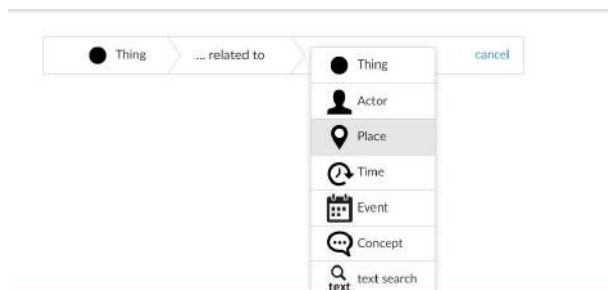 Thing ... related to cancel
Thing
Actor
Place
Time
Event
Concept
text search
text